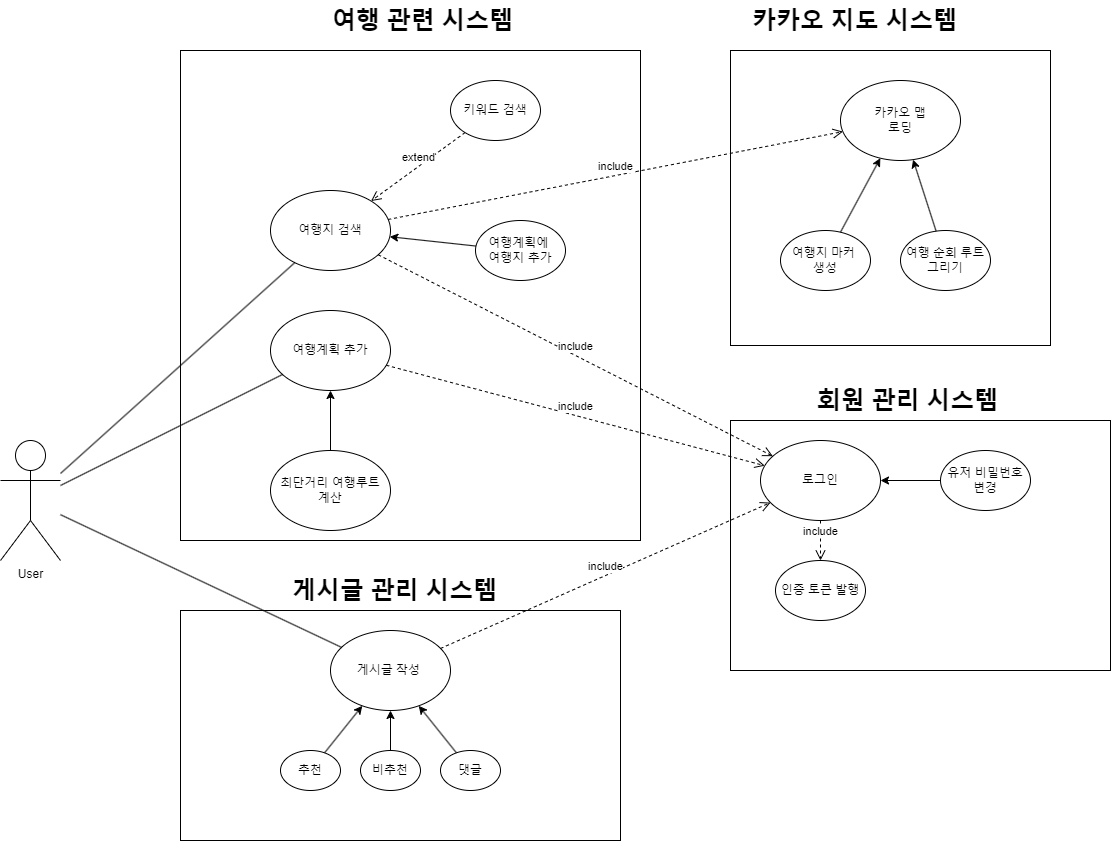 여행 관련 시스템
카카오 지도 시스템
키워드 검색
extend
include
카카오 맵
로딩
여행지 검색
여행계획에
여행지 추가
여행지 마커
생성
여행 순회 루트
그리기
include
여행계획 추가
include
회원 관리 시스템
최단거리 여행루트
계산
로그인
유저 비밀번호
변경
include
User
include
인증 토큰 발행
게시글 관리 시스템
게시글 작성
추천
비추천
댓글